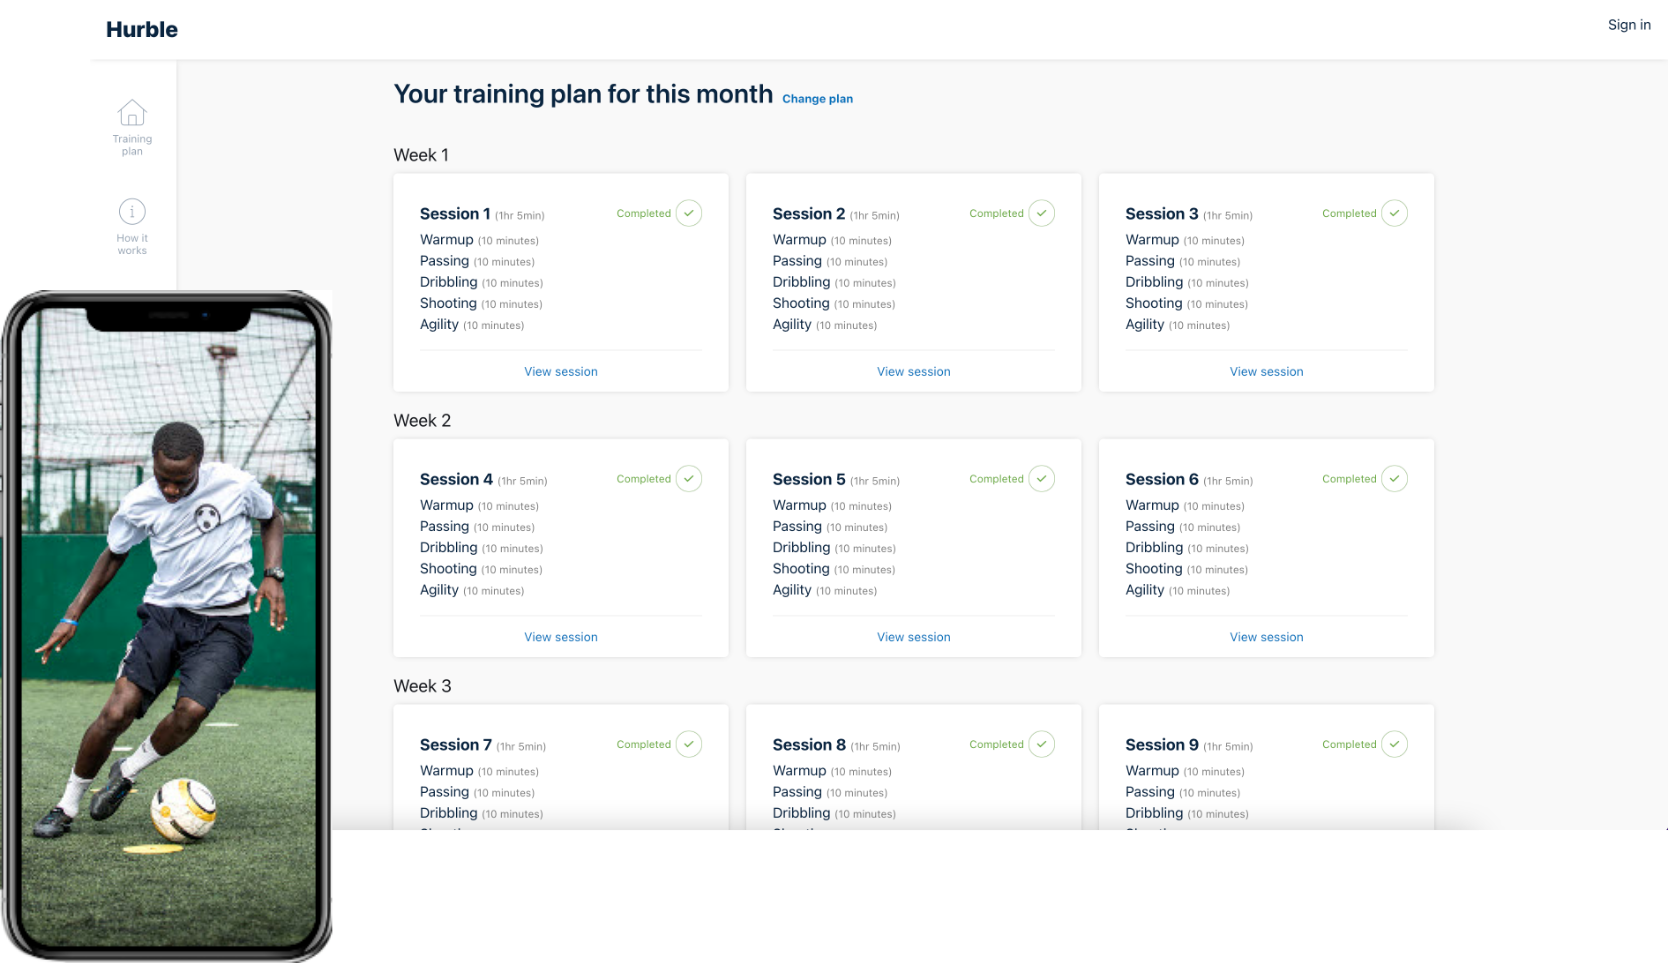 Hurble
Sign in
Training
plan
How it
works
Your training plan for this month Change plan
Week 1
Session 1 (1hr 5min) Completed
Warmup (10 minutes)
Passing (10 minutes)
Dribbling (10 minutes)
Shooting (10 minutes)
Agility (10 minutes)
View session
Session 2 (1hr 5min) Completed
Warmup (10 minutes)
Passing (10 minutes)
Dribbling (10 minutes)
Shooting (10 minutes)
Agility (10 minutes)
View session
Session 3 (1hr 5min) Completed
Warmup (10 minutes)
Passing (10 minutes)
Dribbling (10 minutes)
Shooting (10 minutes)
Agility (10 minutes)
View session
Week 2
Session 4 (1hr 5min) Completed
Warmup (10 minutes)
Passing (10 minutes)
Dribbling (10 minutes)
Shooting (10 minutes)
Agility (10 minutes)
View session
Session 5 (1hr 5min) Completed
Warmup (10 minutes)
Passing (10 minutes)
Dribbling (10 minutes)
Shooting (10 minutes)
Agility (10 minutes)
View session
Session 6 (1hr 5min) Completed
Warmup (10 minutes)
Passing (10 minutes)
Dribbling (10 minutes)
Shooting (10 minutes)
Agility (10 minutes)
View session
Week 3
Session 7 (1hr 5min) Completed
Warmup (10 minutes)
Passing (10 minutes)
Dribbling (10 minutes)
Session 8 (1hr 5min) Completed
Warmup (10 minutes)
Passing (10 minutes)
Dribbling (10 minutes)
Session 9 (1hr 5min) Completed
Warmup (10 minutes)
Passing (10 minutes)
Dribbling (10 minutes)